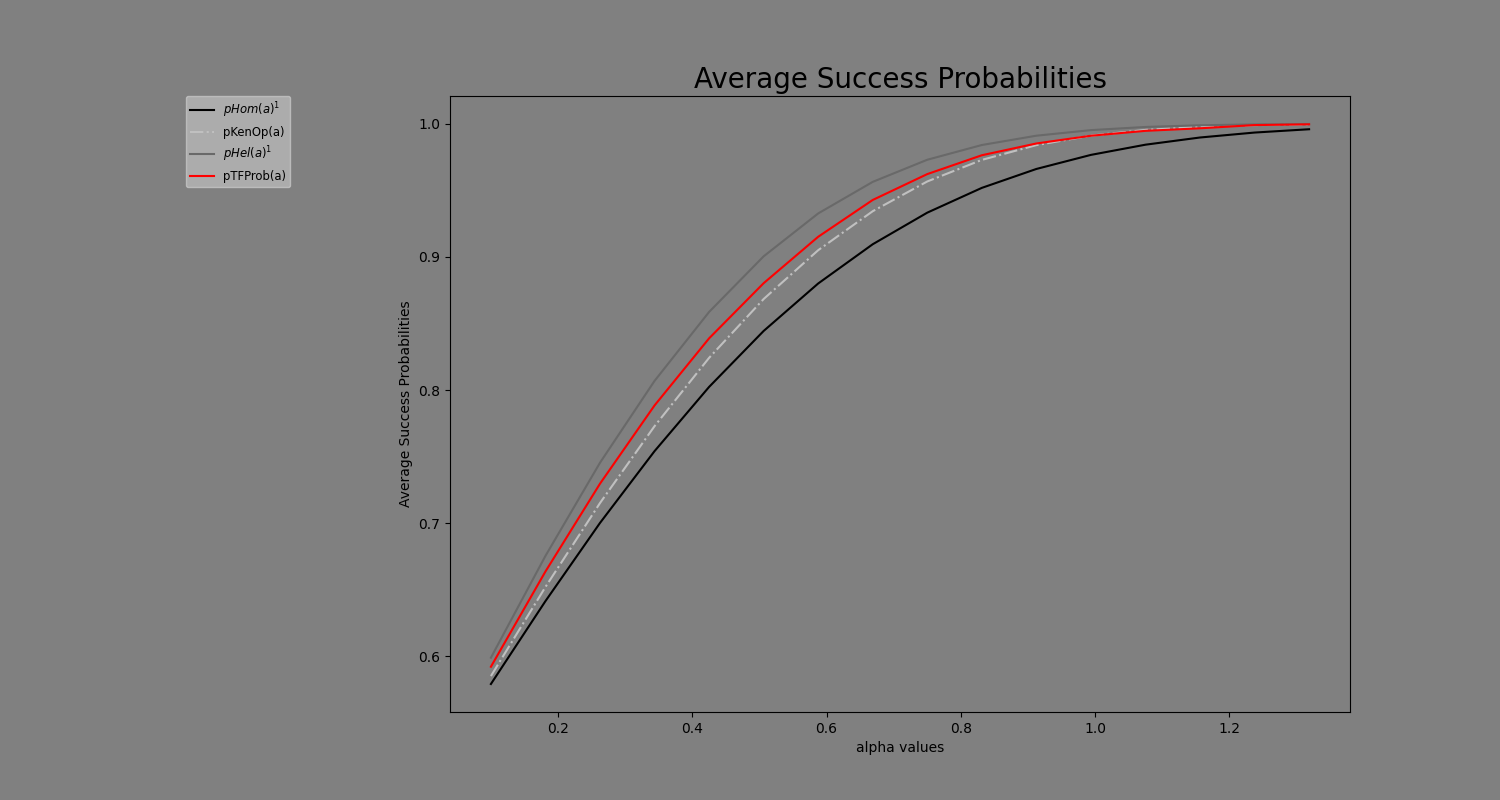 Average Success Probabilities
pHom(a)¹
pKenOp(a)
pHel(a)¹
pTFProb(a)
1.0
0.9
0.8
0.7
0.6
Average Success Probabilities
0.2 0.4 0.6 0.8 1.0 1.2
alpha values